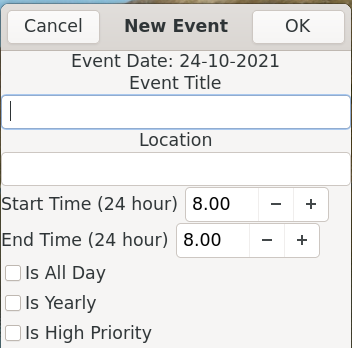 Cancel New Event OK
Event Date: 24-10-2021
Event Title
Location
Start Time (24 hour) 8.00 − +
End Time (24 hour) 8.00 − +
Is All Day
Is Yearly
Is High Priority